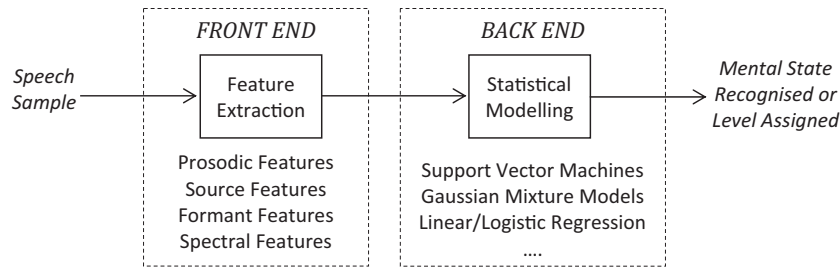 FRONT END
BACK END
Speech
Sample
Feature
Extraction
Statistical
Modelling
Mental State
Recognised or
Level Assigned
Prosodic Features
Source Features
Formant Features
Spectral Features
Support Vector Machines
Gaussian Mixture Models
Linear/Logistic Regression
....